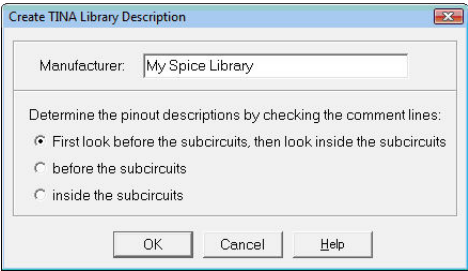 Create TINA Library Description
Manufacturer: My Spice Library
Determine the pinout descriptions by checking the comment lines:
First look before the subcircuits, then look inside the subcircuits
before the subcircuits
inside the subcircuits
OK Cancel Help